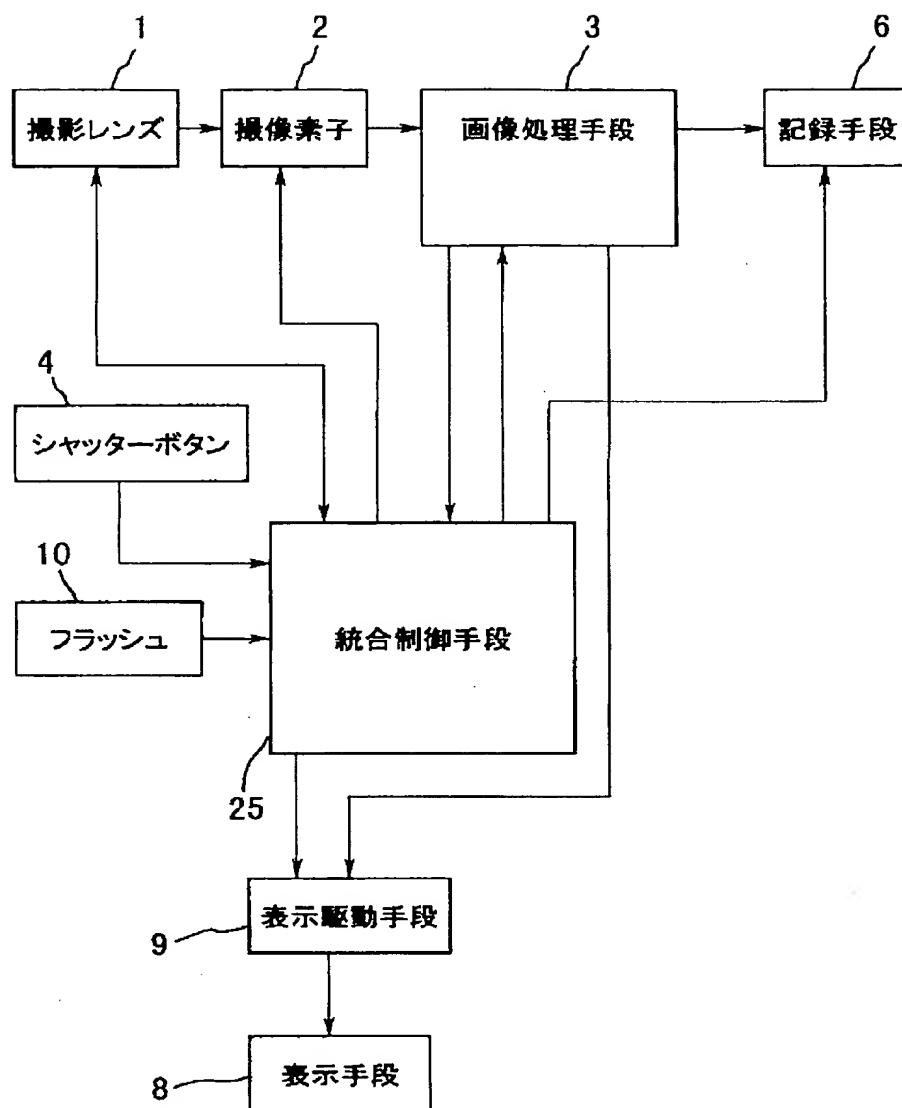 1
2
3
6
撮影レンズ
撮像素子
画像処理手段
記録手段
4
シャッターボタン
10
フラッシュ
統合制御手段
25
表示駆動手段
9
表示手段
8